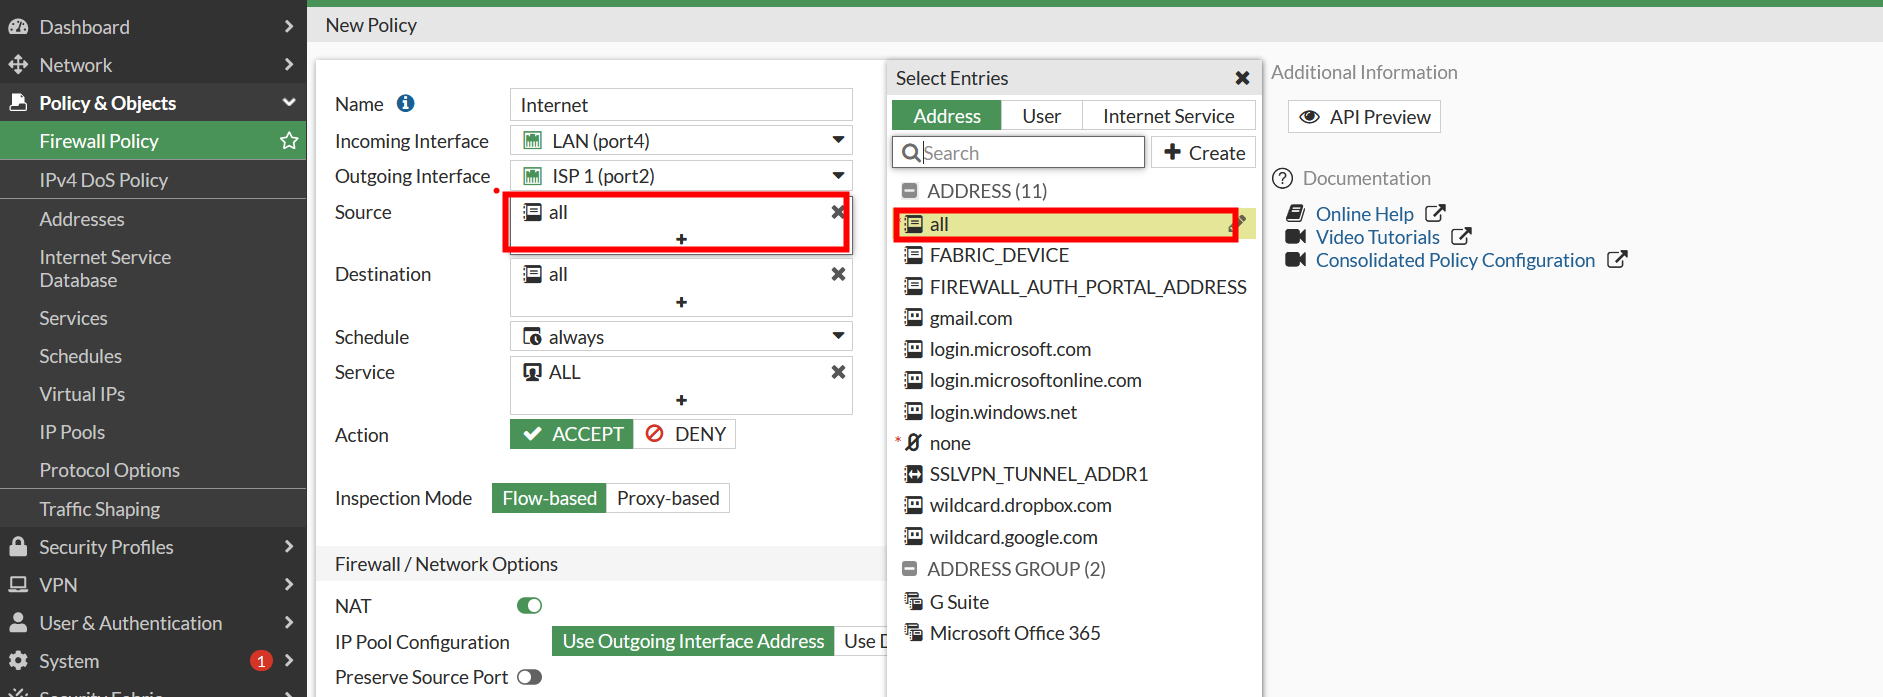 Dashboard
Network
Policy & Objects
Firewall Policy
IPv4 DoS Policy
Addresses
Internet Service
Database
Services
Schedules
Virtual IPs
IP Pools
Protocol Options
Traffic Shaping
Security Profiles
VPN
User & Authentication
System 1
Security Fabric
New Policy
Name Internet
Incoming Interface LAN (port4)
Outgoing Interface ISP 1 (port2)
Source all
+
Destination all
+
Schedule always
Service ALL
+
Action ACCEPT DENY
Inspection Mode Flow-based Proxy-based
Firewall / Network Options
NAT
IP Pool Configuration Use Outgoing Interface Address Use
Preserve Source Port
Select Entries
Address User Internet Service
Search + Create
ADDRESS (11)
all
FABRIC_DEVICE
FIREWALL_AUTH_PORTAL_ADDRESS
gmail.com
login.microsoft.com
login.microsoftonline.com
login.windows.net
* none
SSLVPN_TUNNEL_ADDR1
wildcard.dropbox.com
wildcard.google.com
ADDRESS GROUP (2)
G Suite
Microsoft Office 365
Additional Information
API Preview
Documentation
Online Help
Video Tutorials
Consolidated Policy Configuration